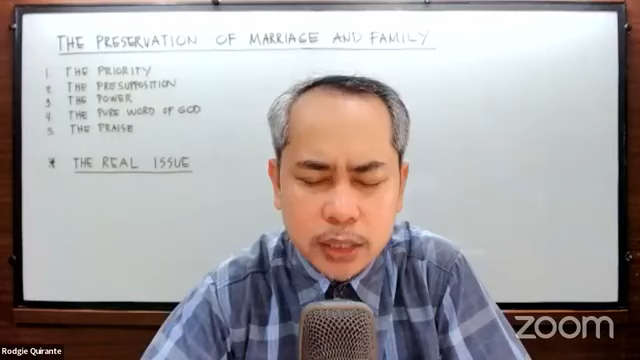 THE PRESERVATION OF MARRIAGE AND FAMILY
1. THE PRIORITY
2. THE PRESUPPOSITION
3. THE POWER
4. THE PURE WORD OF GOD
5. THE PRAISE
* THE REAL ISSUE
zoom
Rodgie Quirante